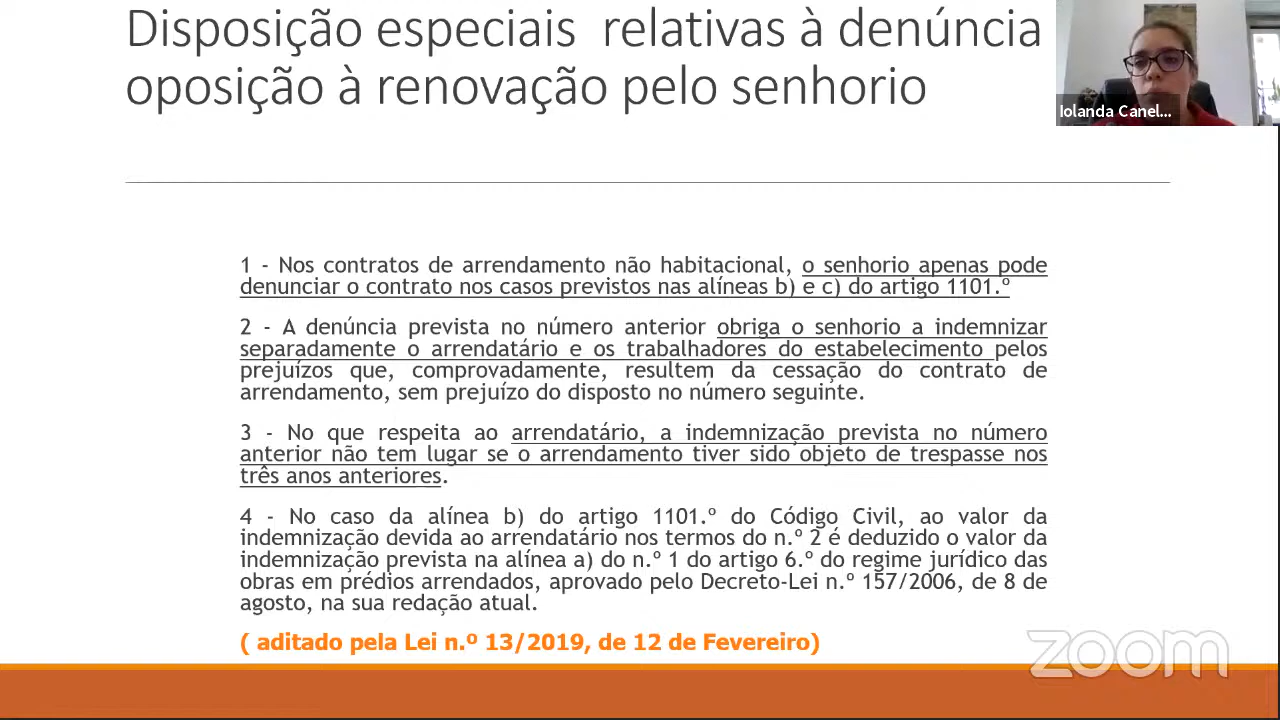 Disposição especiais relativas à denúncia
oposição à renovação pelo senhorio
Iolanda Canel...
1 - Nos contratos de arrendamento não habitacional, o senhorio apenas pode
denunciar o contrato nos casos previstos nas alíneas b) e c) do artigo 1101.º
2 - A denúncia prevista no número anterior obriga o senhorio a indemnizar
separadamente o arrendatário e os trabalhadores do estabelecimento pelos
prejuízos que, comprovadamente, resultem da cessação do contrato de
arrendamento, sem prejuízo do disposto no número seguinte.
3 - No que respeita ao arrendatário, a indemnização prevista no número
anterior não tem lugar se o arrendamento tiver sido objeto de trespasse nos
três anos anteriores.
4 - No caso da alínea b) do artigo 1101.º do Código Civil, ao valor da
indemnização devida ao arrendatário nos termos do n.º 2 é deduzido o valor da
indemnização prevista na alínea a) do n.º 1 do artigo 6.º do regime jurídico das
obras em prédios arrendados, aprovado pelo Decreto-Lei n.º 157/2006, de 8 de
agosto, na sua redação atual.
( aditado pela Lei n.º 13/2019, de 12 de Fevereiro)
zoom